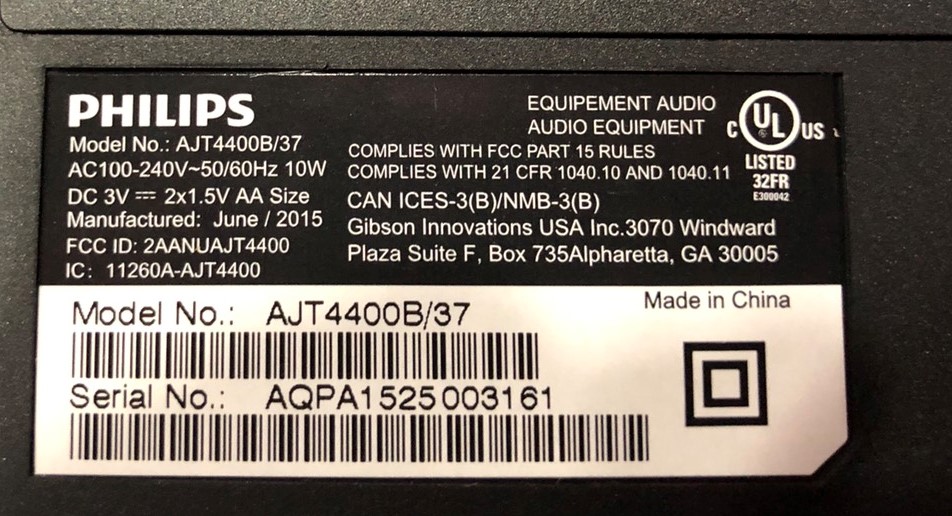 PHILIPS
Model No.: AJT4400B/37
AC100-240V~50/60Hz 10W
DC 3V ⎓ 2x1.5V AA Size
Manufactured: June / 2015
FCC ID: 2AANUAJT4400
IC: 11260A-AJT4400
EQUIPEMENT AUDIO
AUDIO EQUIPMENT
COMPLIES WITH FCC PART 15 RULES
COMPLIES WITH 21 CFR 1040.10 AND 1040.11
CAN ICES-3(B)/NMB-3(B)
Gibson Innovations USA Inc.3070 Windward
Plaza Suite F, Box 735Alpharetta, GA 30005
C UL US
LISTED
32FR
E300042
Made in China
Model No.: AJT4400B/37
Serial No.: AQPA1525003161